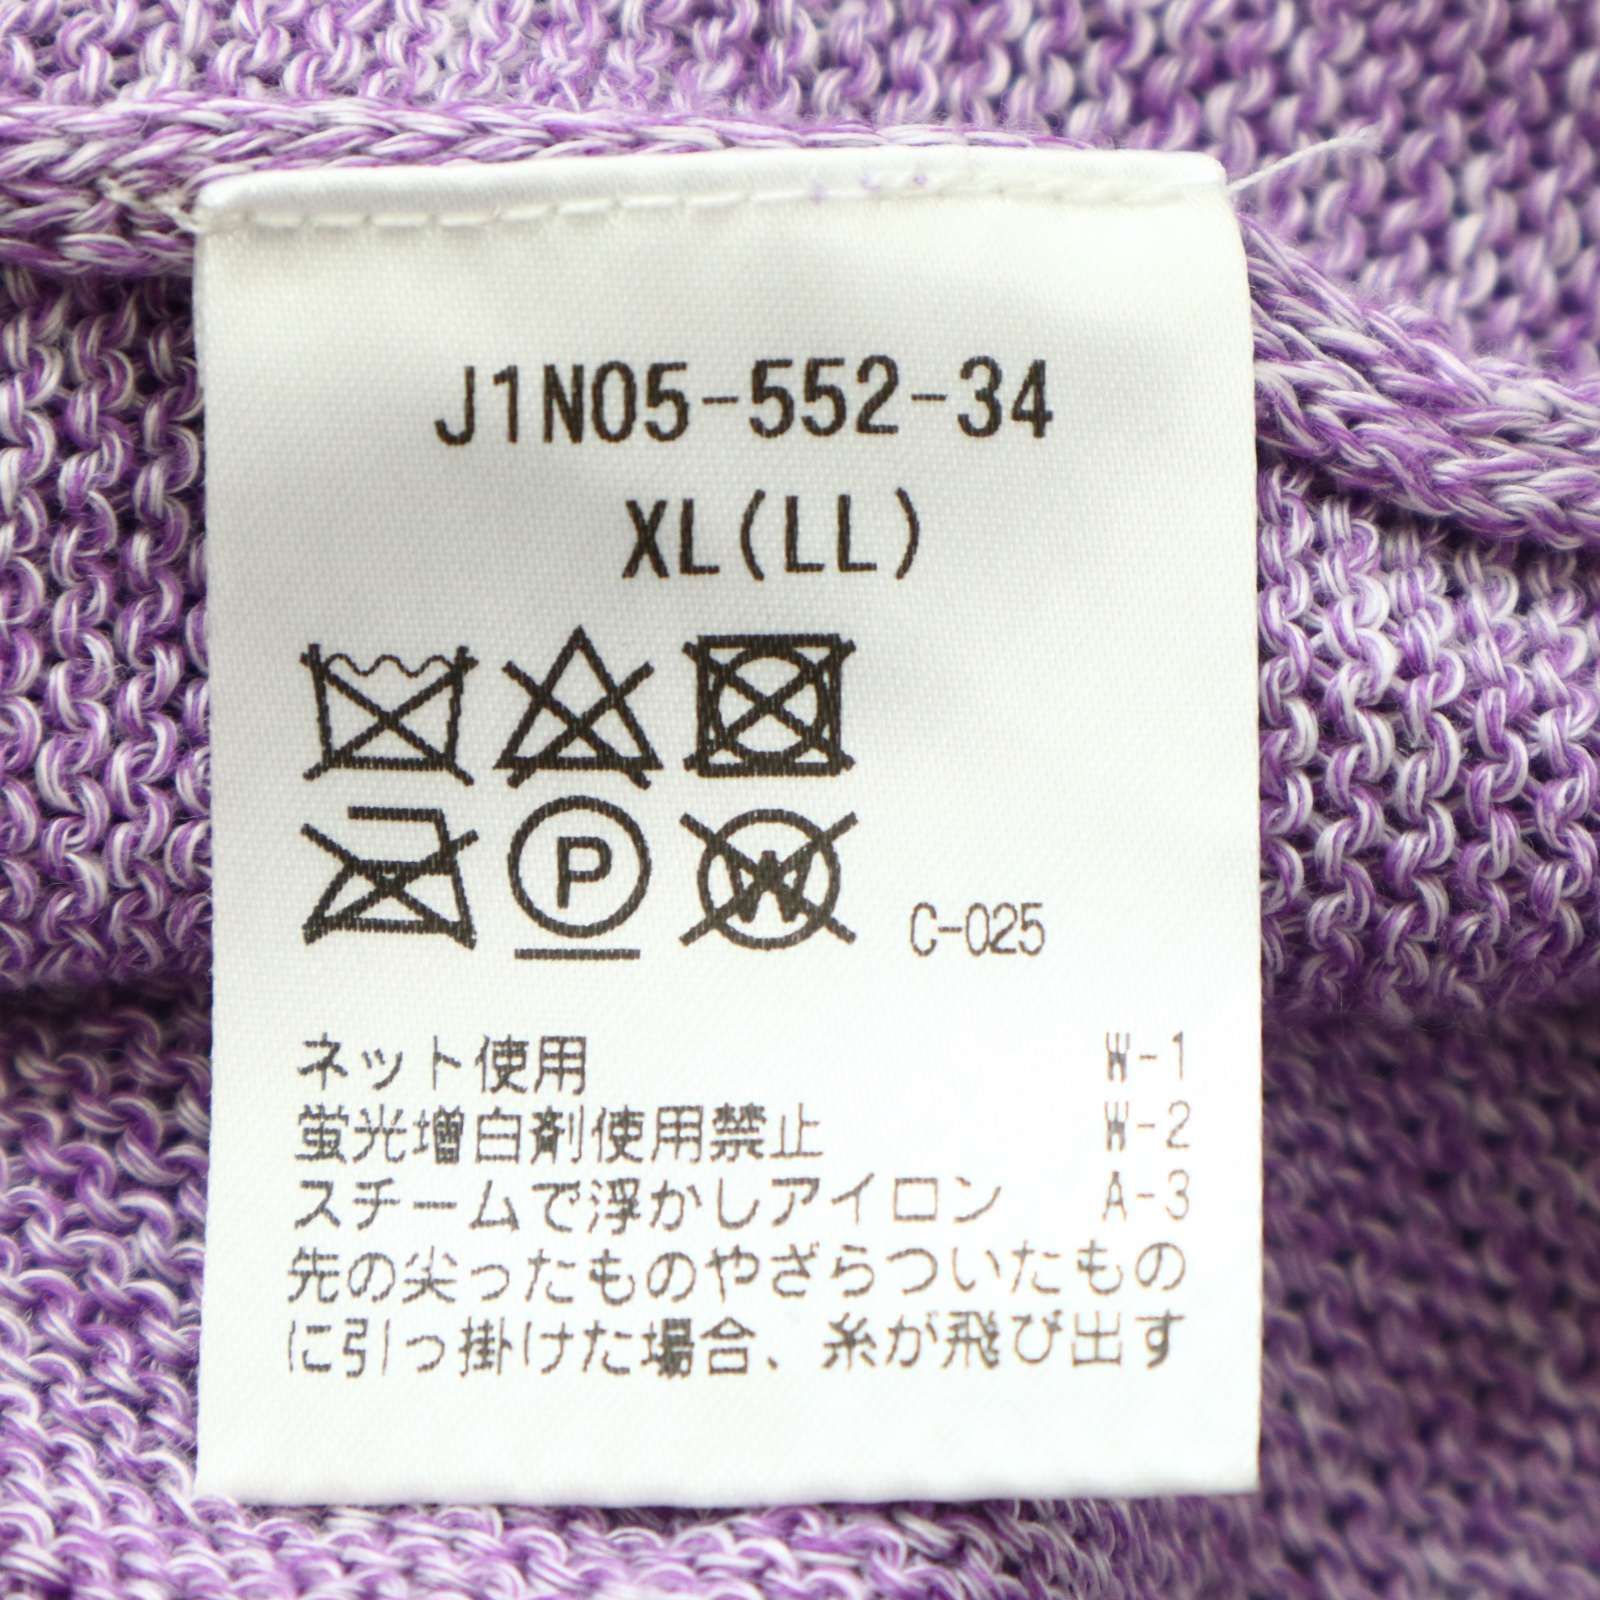 J1N05-552-34
XL(LL)
P W C-025
ネット使用 W-1
蛍光増白剤使用禁止 W-2
スチームで浮かしアイロン A-3
先の尖ったものやざらついたもの
に引っ掛けた場合、糸が飛び出す